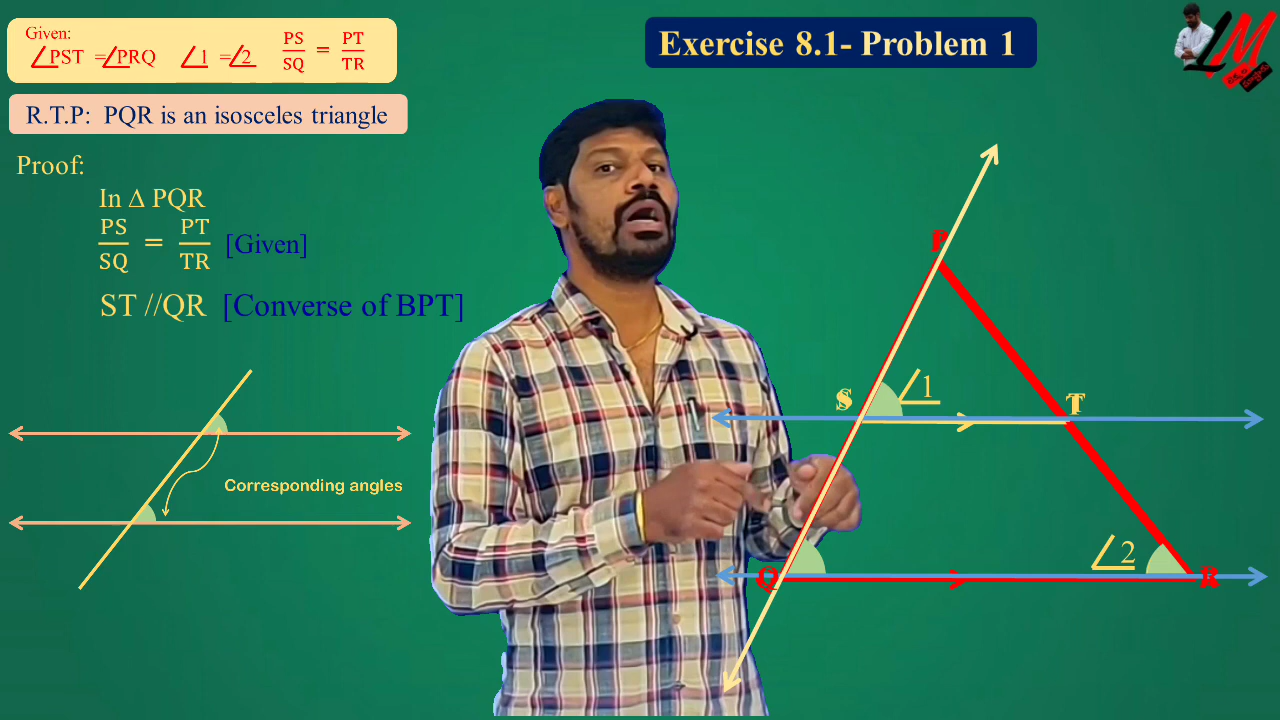 Given:
∠PST = ∠PRQ ∠1 = ∠2 PS/SQ = PT/TR
Exercise 8.1- Problem 1
LM
R.T.P: PQR is an isosceles triangle
Proof:
In Δ PQR
PS/SQ = PT/TR [Given]
ST //QR [Converse of BPT]
P
S
∠1
T
Corresponding angles
∠2
Q
R